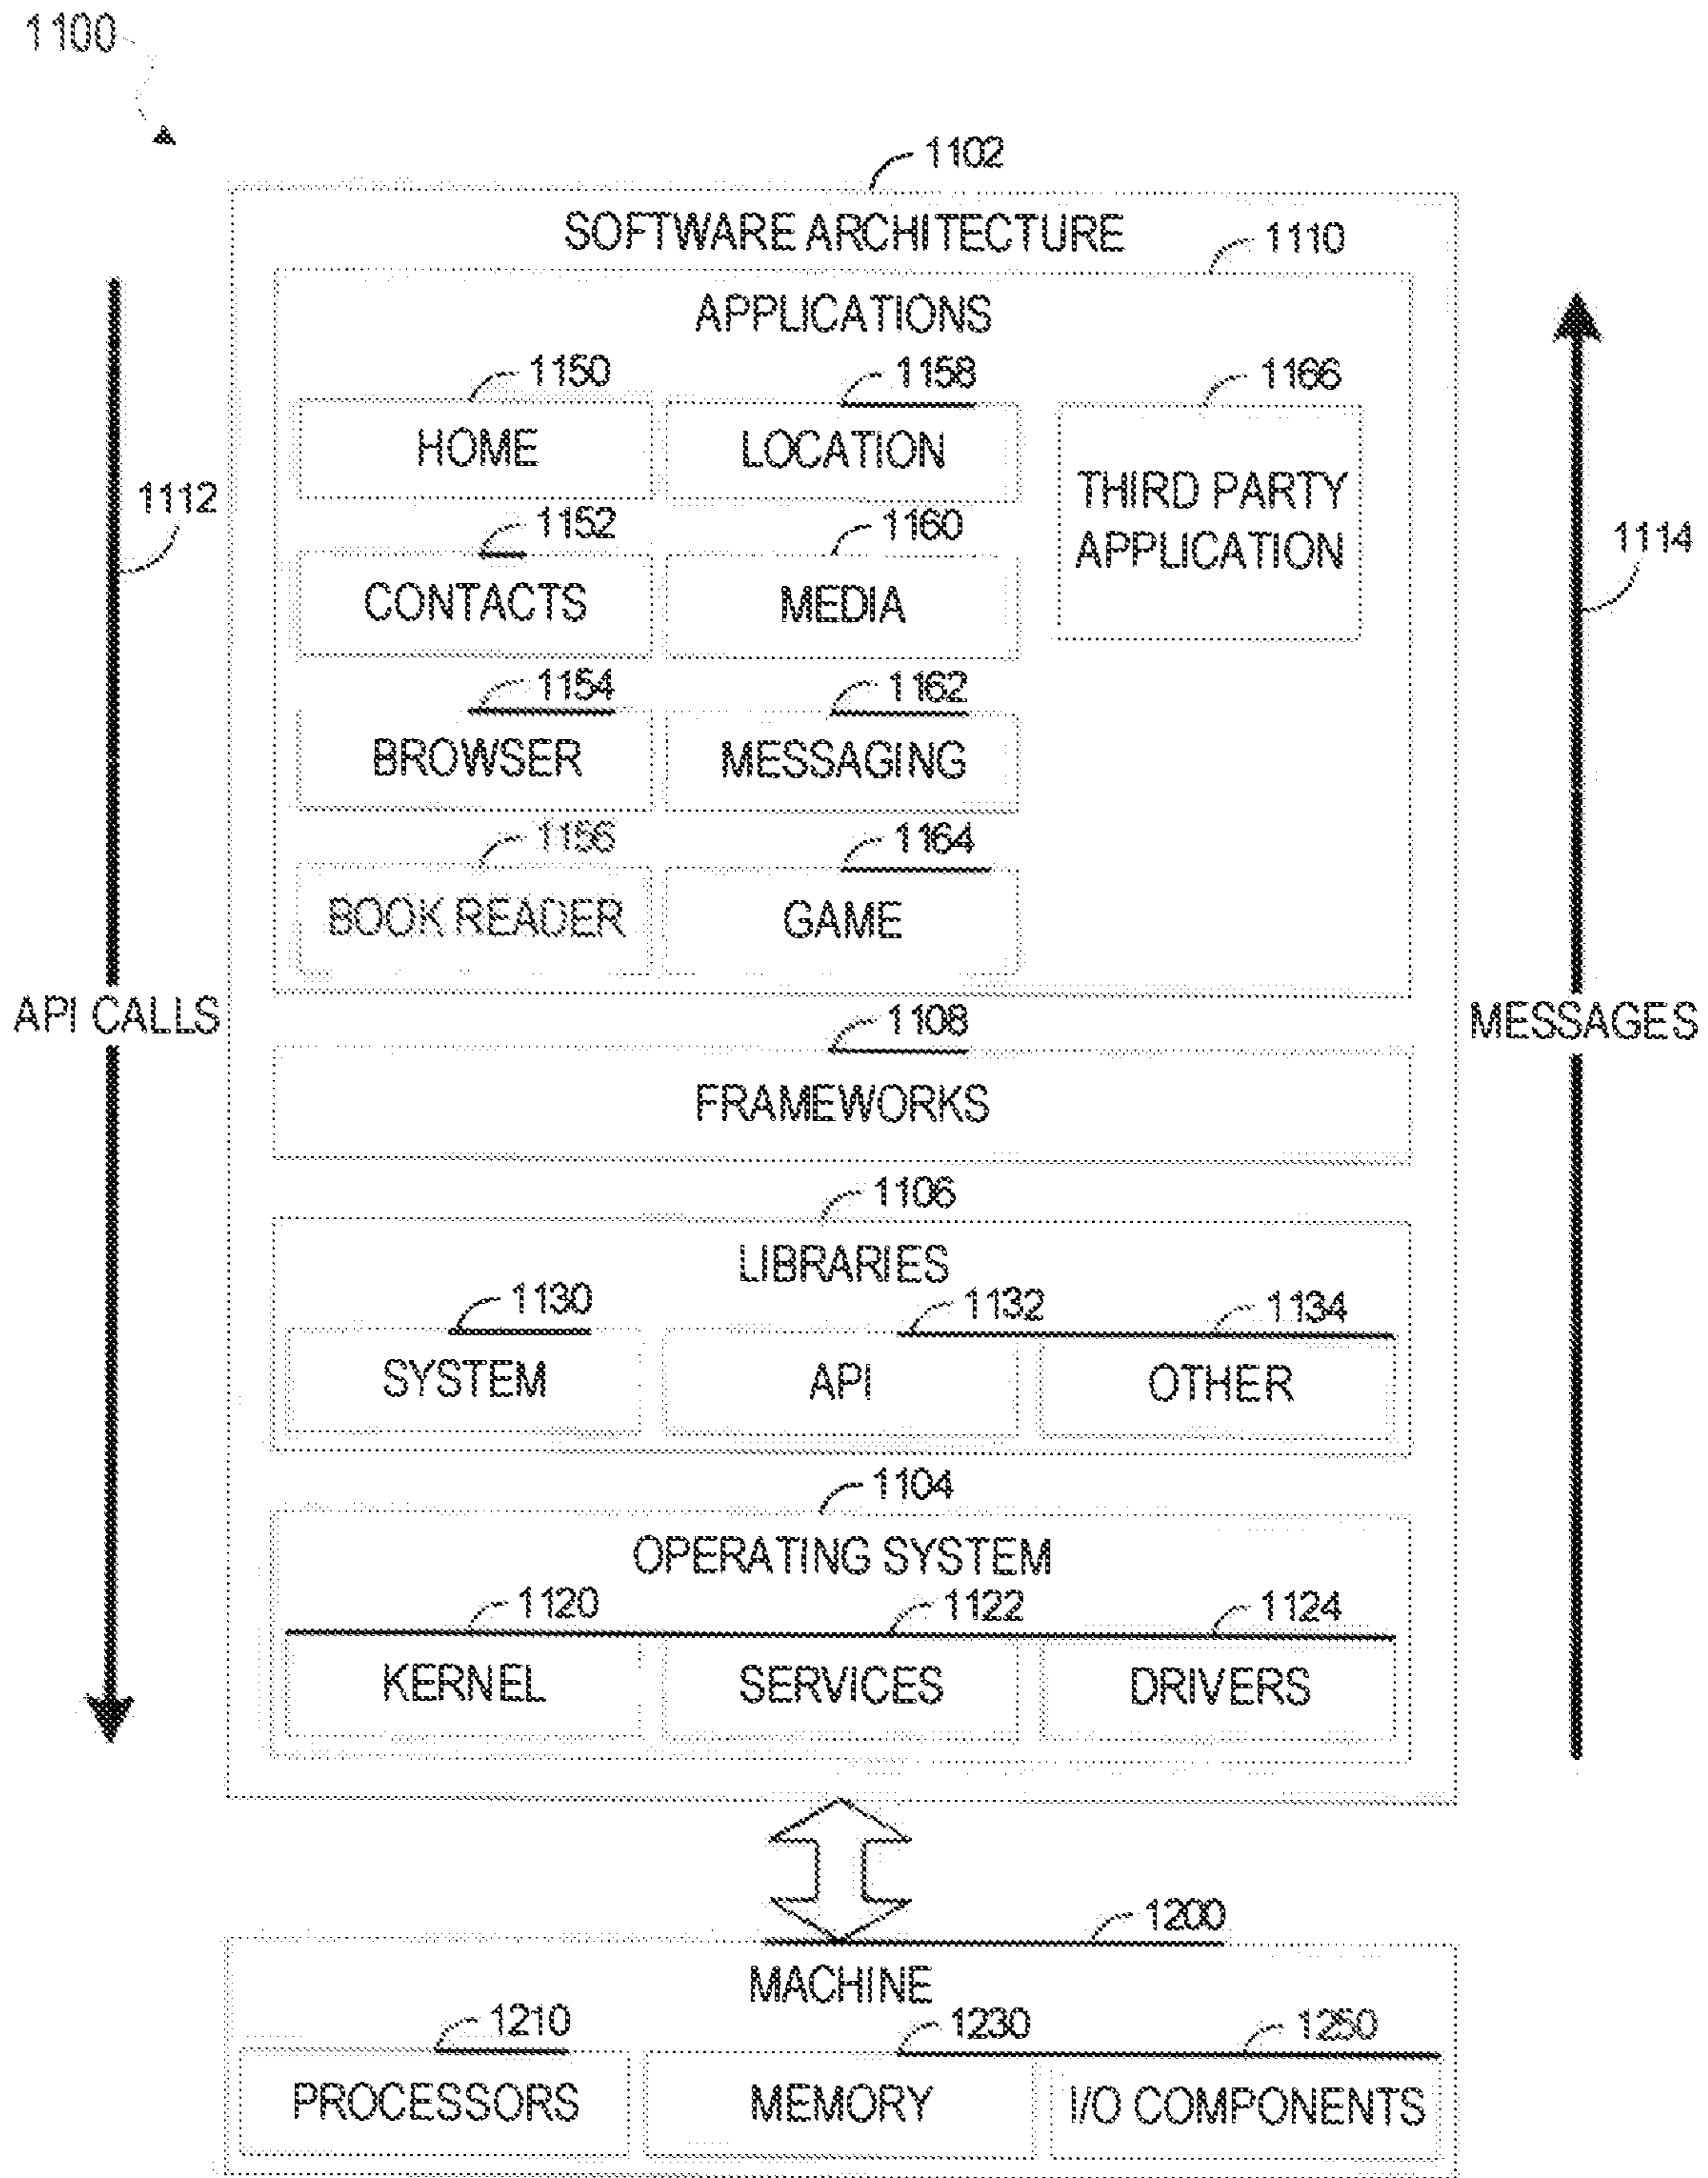 1100
1102
SOFTWARE ARCHITECTURE
1110
APPLICATIONS
1150
1158
1166
HOME
LOCATION
THIRD PARTY
APPLICATION
1112
1114
1152
1160
CONTACTS
MEDIA
1154
1162
BROWSER
MESSAGING
1156
1164
BOOK READER
GAME
API CALLS
MESSAGES
1108
FRAMEWORKS
1106
LIBRARIES
1130
1132
1134
SYSTEM
API
OTHER
1104
OPERATING SYSTEM
1120
1122
1124
KERNEL
SERVICES
DRIVERS
1200
MACHINE
1210
1230
1250
PROCESSORS
MEMORY
I/O COMPONENTS